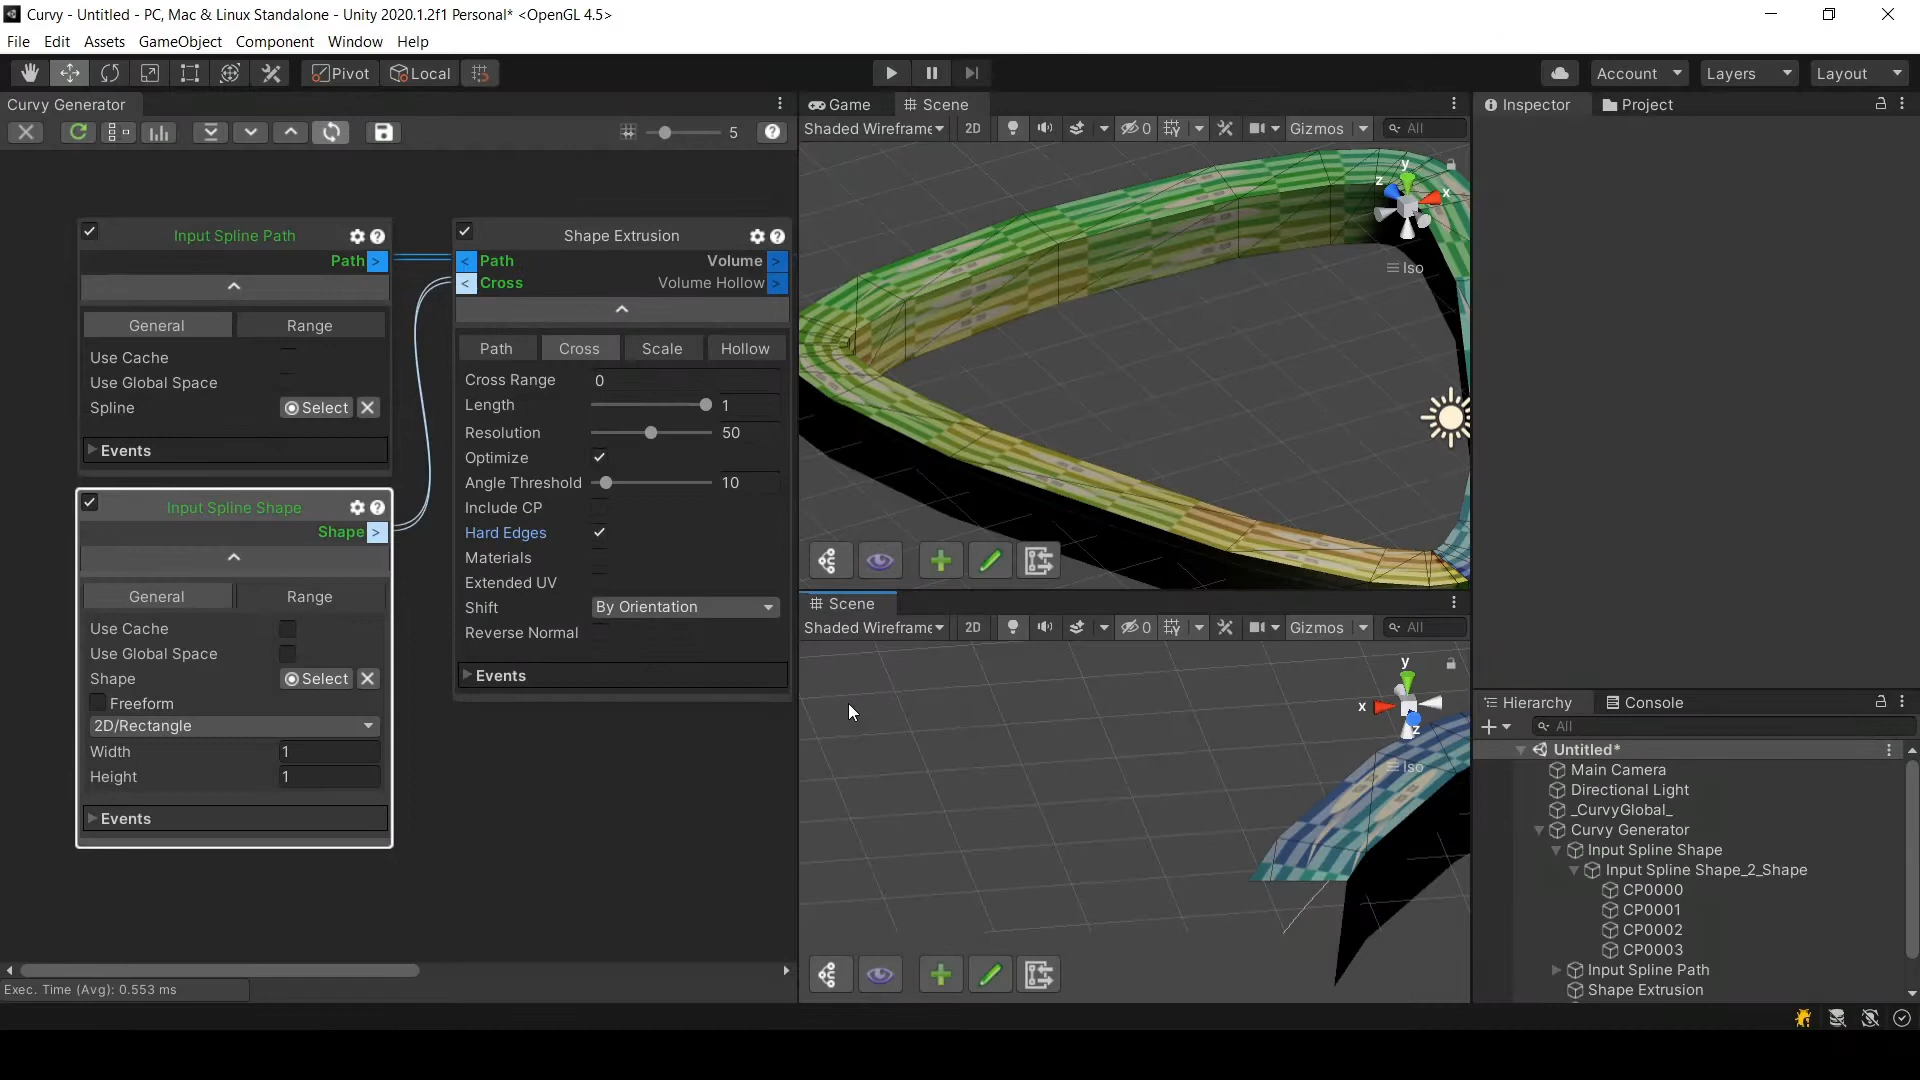 Curvy - Untitled - PC, Mac & Linux Standalone - Unity 2020.1.2f1 Personal* <OpenGL 4.5>
File Edit Assets GameObject Component Window Help
Pivot Local Account Layers Layout
Curvy Generator
5
Input Spline Path
Path >
General Range
Use Cache
Use Global Space
Spline Select
Events
Input Spline Shape
Shape >
General Range
Use Cache
Use Global Space
Shape Select
Freeform
2D/Rectangle
Width 1
Height 1
Events
Shape Extrusion
< Path Volume >
< Cross Volume Hollow >
Path Cross Scale Hollow
Cross Range 0
Length 1
Resolution 50
Optimize
Angle Threshold 10
Include CP
Hard Edges
Materials
Extended UV
Shift By Orientation
Reverse Normal
Events
Exec. Time (Avg): 0.553 ms
Game Scene
Shaded Wireframe 2D 0 Gizmos All
y
z x
Iso
Scene
Shaded Wireframe 2D 0 Gizmos All
y
x
z
Iso
Inspector Project
Hierarchy Console
+ All
Untitled*
Main Camera
Directional Light
_CurvyGlobal_
Curvy Generator
Input Spline Shape
Input Spline Shape_2_Shape
CP0000
CP0001
CP0002
CP0003
Input Spline Path
Shape Extrusion